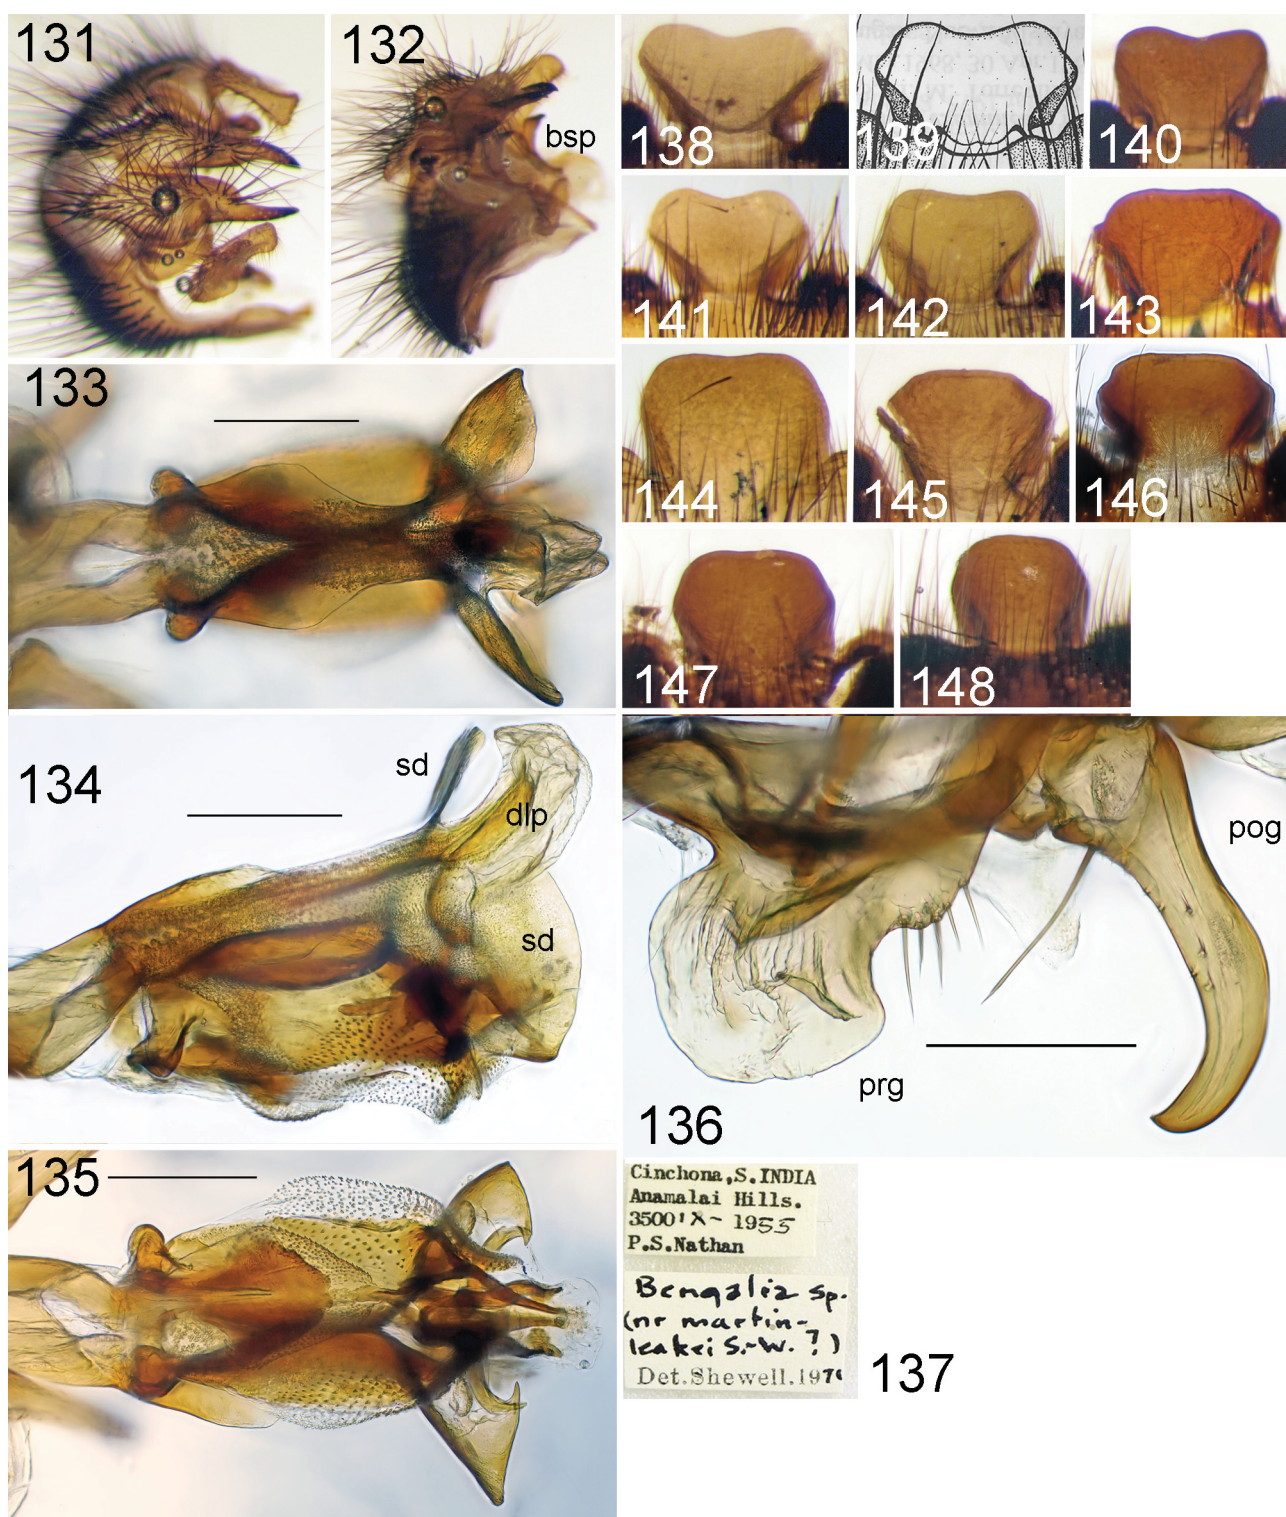 131
132
bsp
133
134
sd
dlp
sd
135
138
139
140
141
142
143
144
145
146
147
148
pog
prg
136
Cinchona, S. INDIA
Anamalai Hills.
3500' X- 1955
P.S.Nathan
Bengalia sp.
(nr martin-
leakei S.-W. ?)
Det. Shewell. 197
137